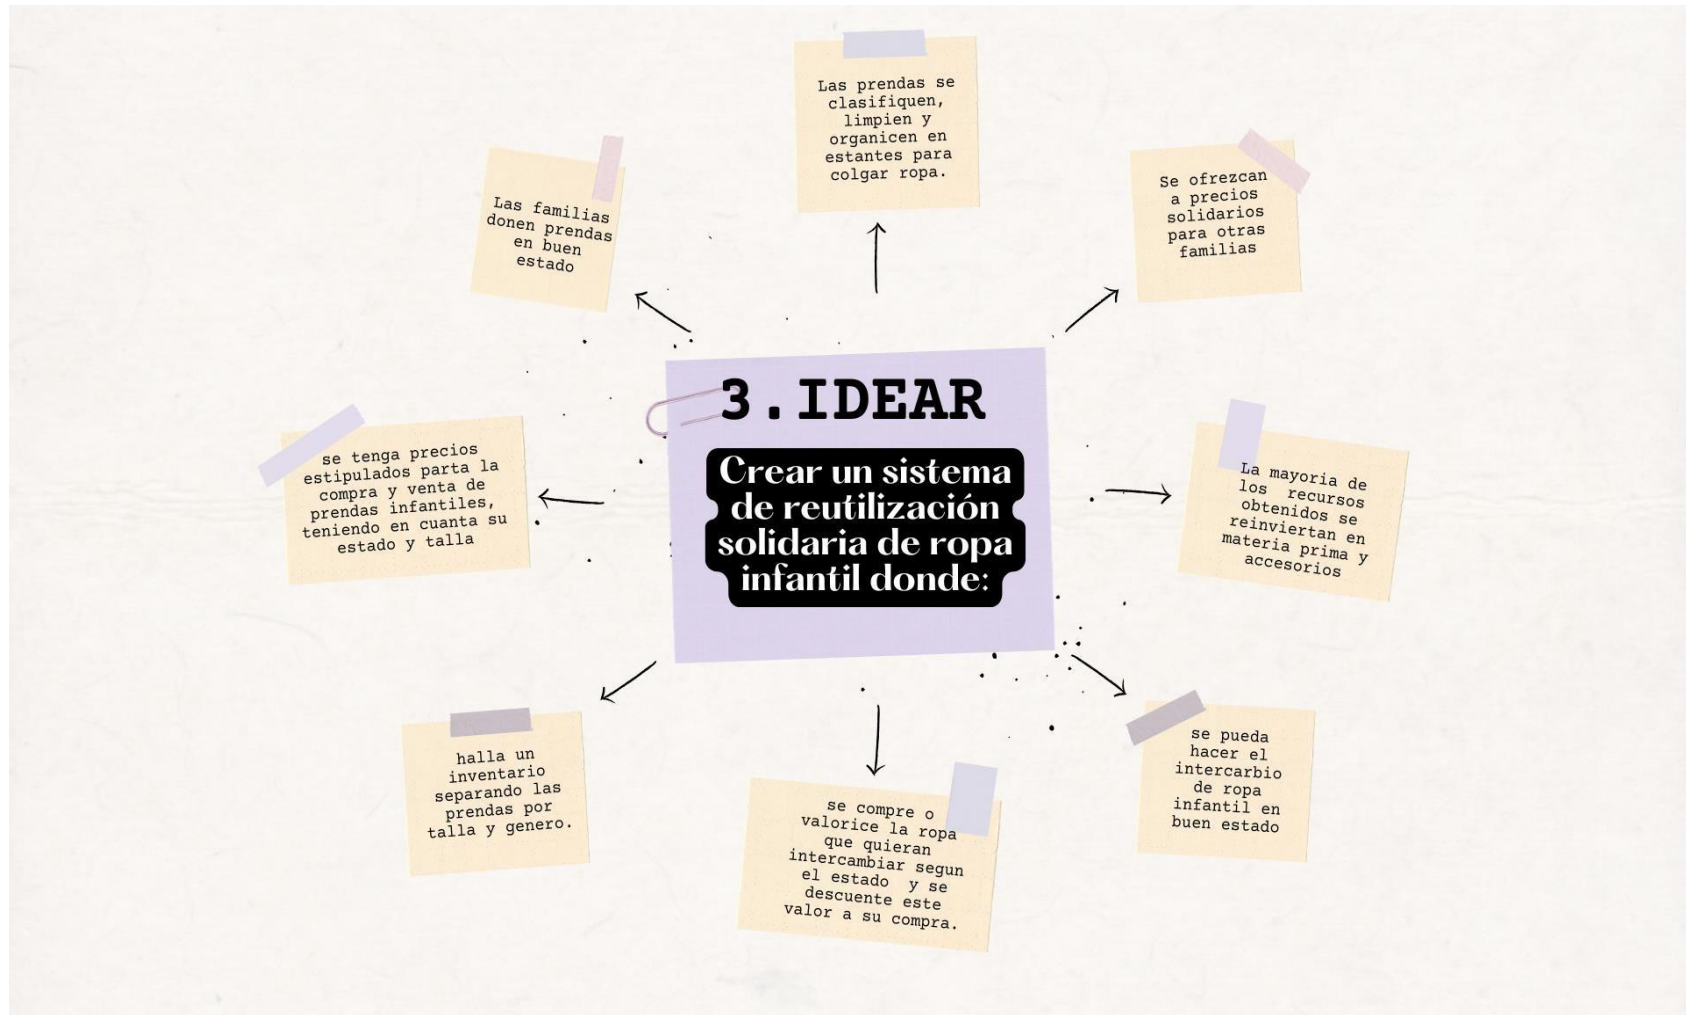 3.IDEAR
Crear un sistema
de reutilización
solidaria de ropa
infantil donde:
Las prendas se
clasifiquen,
limpien y
organicen en
estantes para
colgar ropa.
Se ofrezcan
a precios
solidarios
para otras
familias
La mayoria de
los recursos
obtenidos se
reinviertan en
materia prima y
accesorios
se pueda
hacer el
intercarbio
de ropa
infantil en
buen estado
se compre o
valorice la ropa
que quieran
intercambiar segun
el estado y se
descuente este
valor a su compra.
halla un
inventario
separando las
prendas por
talla y genero.
se tenga precios
estipulados parta la
compra y venta de
prendas infantiles,
teniendo en cuanta su
estado y talla
Las familias
donen prendas
en buen
estado